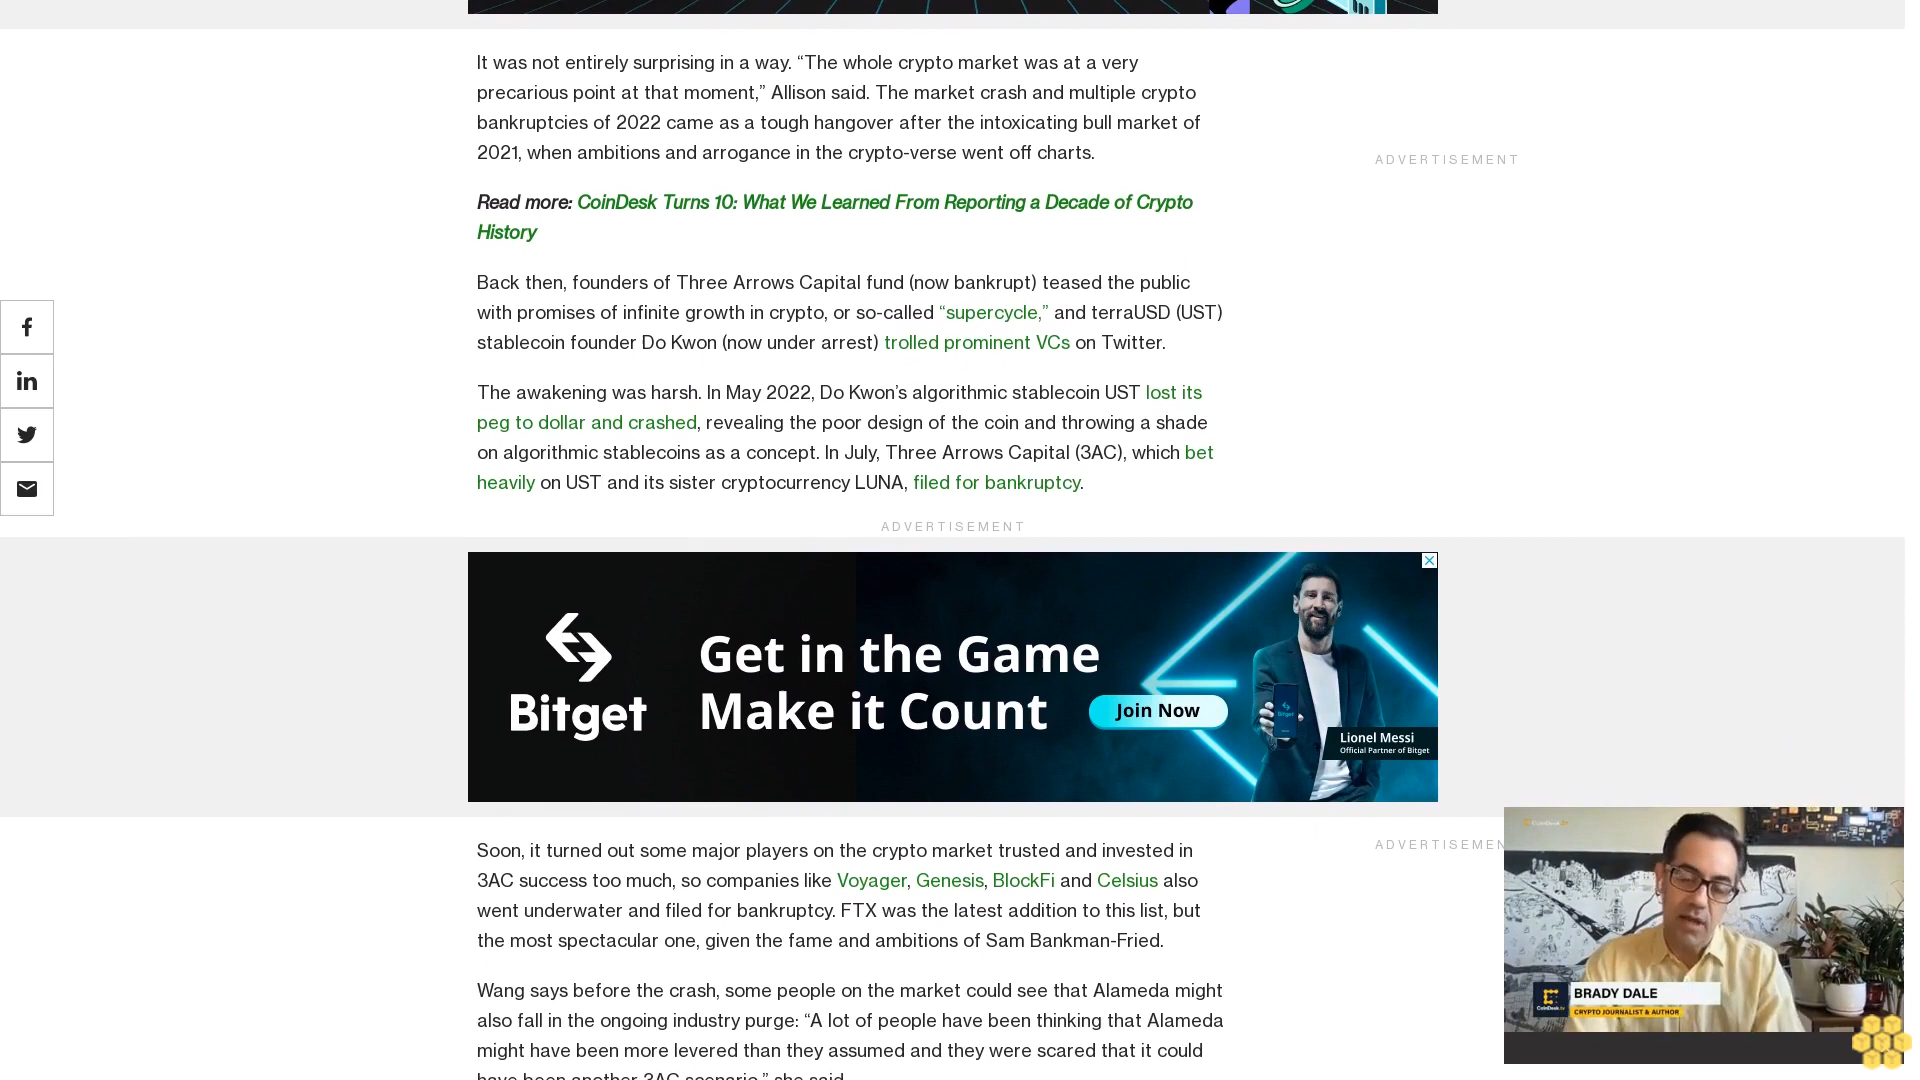 It was not entirely surprising in a way. “The whole crypto market was at a very
precarious point at that moment,” Allison said. The market crash and multiple crypto
bankruptcies of 2022 came as a tough hangover after the intoxicating bull market of
2021, when ambitions and arrogance in the crypto-verse went off charts.
ADVERTISEMENT
Read more: CoinDesk Turns 10: What We Learned From Reporting a Decade of Crypto
History
Back then, founders of Three Arrows Capital fund (now bankrupt) teased the public
with promises of infinite growth in crypto, or so-called “supercycle,” and terraUSD (UST)
stablecoin founder Do Kwon (now under arrest) trolled prominent VCs on Twitter.
The awakening was harsh. In May 2022, Do Kwon’s algorithmic stablecoin UST lost its
peg to dollar and crashed, revealing the poor design of the coin and throwing a shade
on algorithmic stablecoins as a concept. In July, Three Arrows Capital (3AC), which bet
heavily on UST and its sister cryptocurrency LUNA, filed for bankruptcy.
ADVERTISEMENT
Bitget
Get in the Game
Make it Count
Join Now
Lionel Messi
Official Partner of Bitget
Soon, it turned out some major players on the crypto market trusted and invested in
3AC success too much, so companies like Voyager, Genesis, BlockFi and Celsius also
went underwater and filed for bankruptcy. FTX was the latest addition to this list, but
the most spectacular one, given the fame and ambitions of Sam Bankman-Fried.
ADVERTISEMEN
Wang says before the crash, some people on the market could see that Alameda might
also fall in the ongoing industry purge: “A lot of people have been thinking that Alameda
might have been more levered than they assumed and they were scared that it could
have been another 3AC scenario,” she said.
BRADY DALE
CRYPTO JOURNALIST & AUTHOR
CoinDesk tv